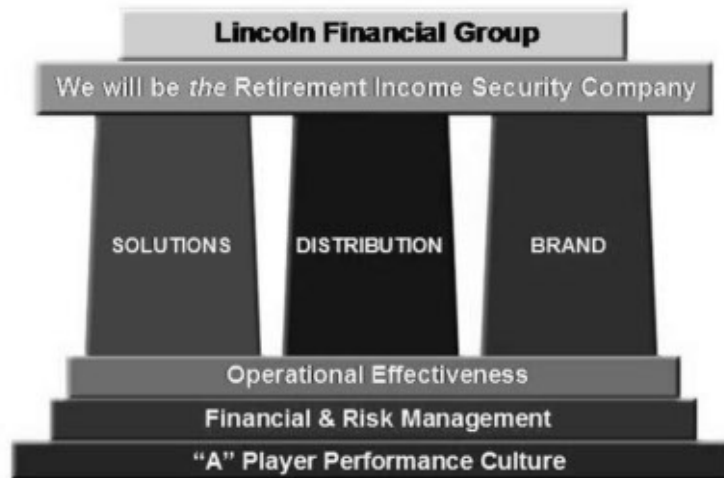 Lincoln Financial Group
We will be the Retirement Income Security Company
SOLUTIONS
DISTRIBUTION
BRAND
Operational Effectiveness
Financial & Risk Management
“A” Player Performance Culture